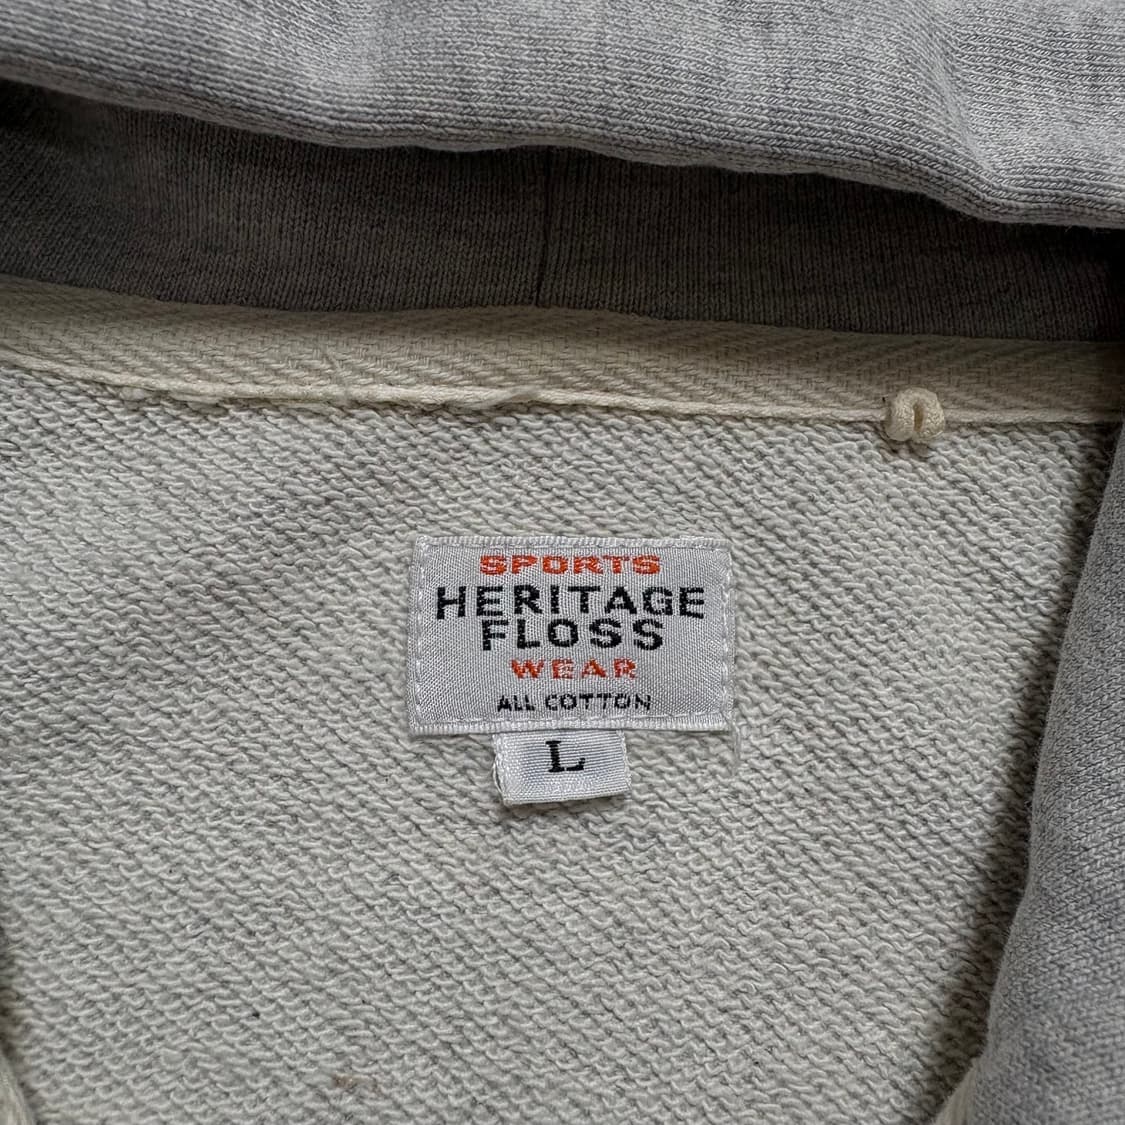 SPORTS
HERITAGE
FLOSS
WEAR
ALL COTTON
L